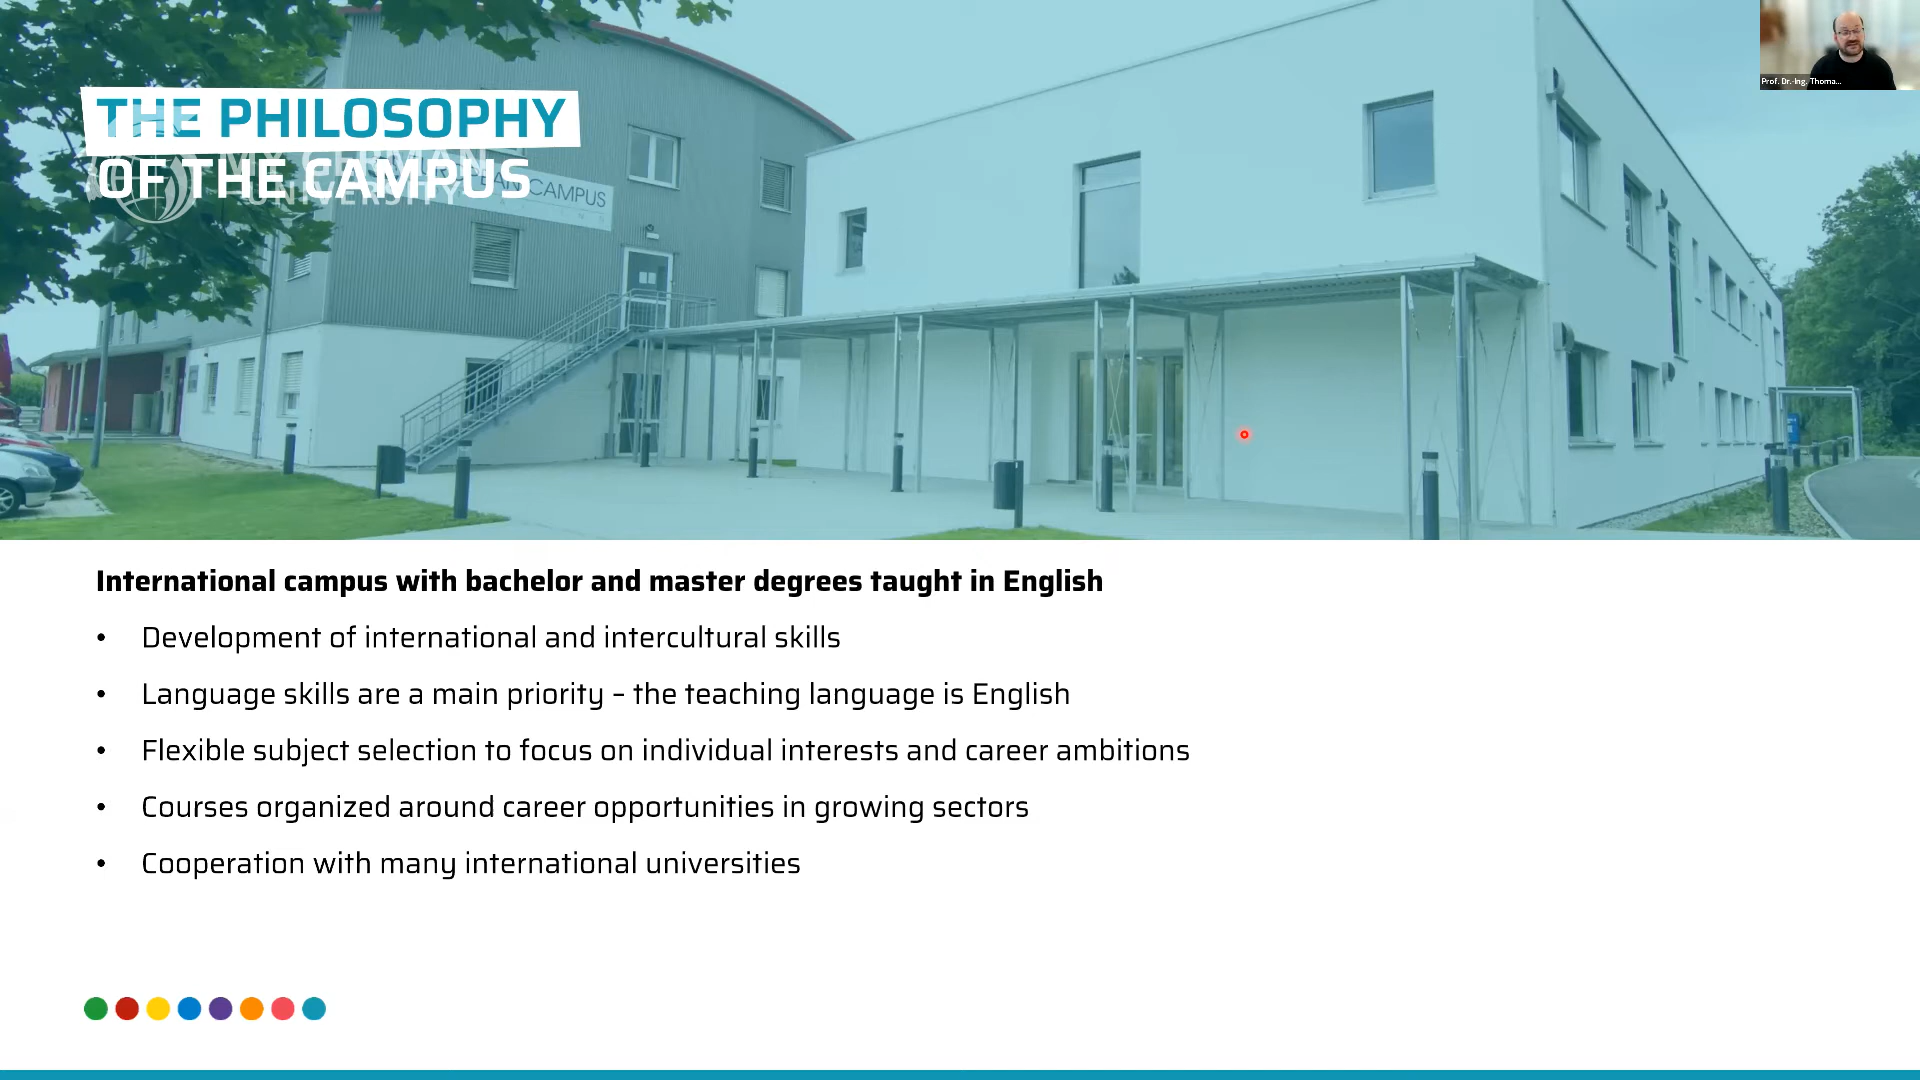 THE PHILOSOPHY
OF THE CAMPUS
MY GERMAN
UNIVERSITY
CAMPUS
Prof. Dr.-Ing. Thoma...
International campus with bachelor and master degrees taught in English
• Development of international and intercultural skills
• Language skills are a main priority – the teaching language is English
• Flexible subject selection to focus on individual interests and career ambitions
• Courses organized around career opportunities in growing sectors
• Cooperation with many international universities